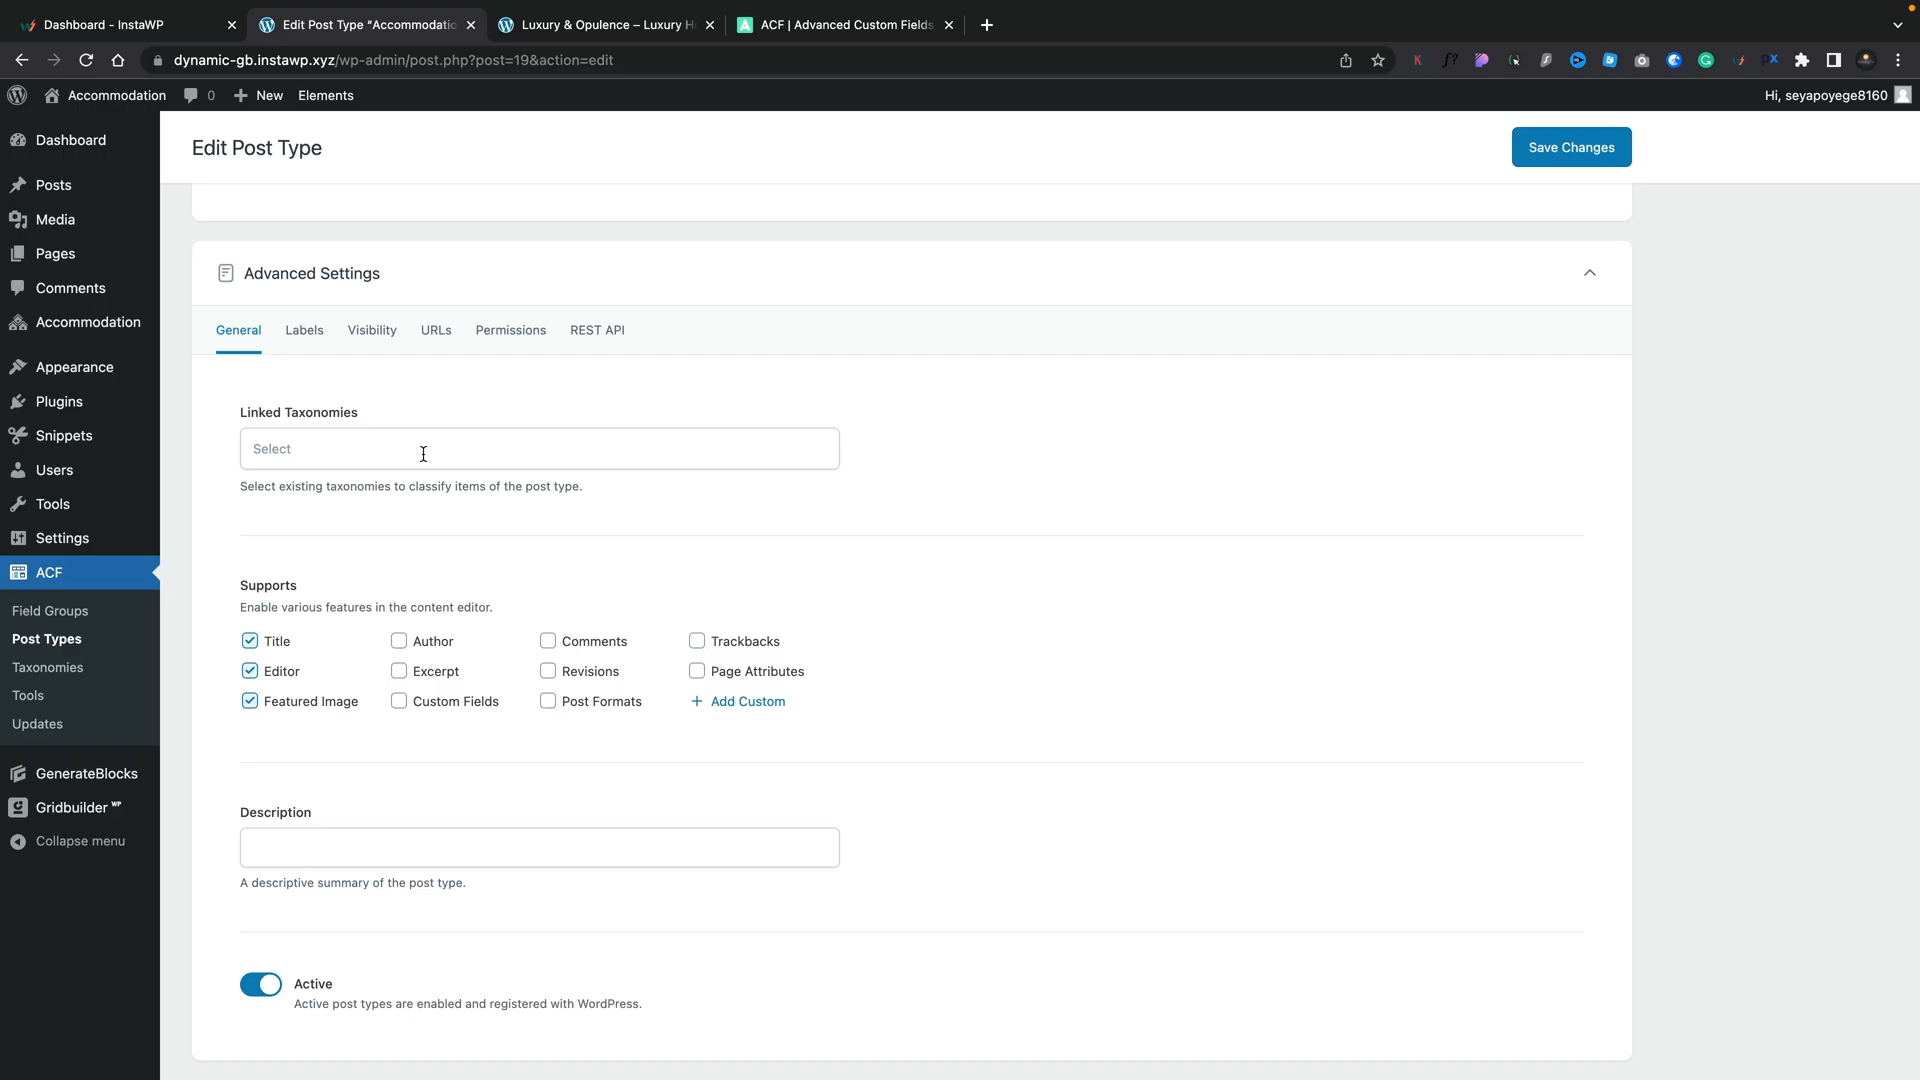 Dashboard - InstaWP
Edit Post Type "Accommodatio
Luxury & Opulence – Luxury H
ACF | Advanced Custom Fields
dynamic-gb.instawp.xyz/wp-admin/post.php?post=19&action=edit
Accommodation
0
New
Elements
Hi, seyapoyege8160
Dashboard
Posts
Media
Pages
Comments
Accommodation
Appearance
Plugins
Snippets
Users
Tools
Settings
ACF
Field Groups
Post Types
Taxonomies
Tools
Updates
GenerateBlocks
Gridbuilder ᵂᴾ
Collapse menu
Edit Post Type
Save Changes
Advanced Settings
General Labels Visibility URLs Permissions REST API
Linked Taxonomies
Select
Select existing taxonomies to classify items of the post type.
Supports
Enable various features in the content editor.
Title Author Comments Trackbacks
Editor Excerpt Revisions Page Attributes
Featured Image Custom Fields Post Formats + Add Custom
Description
A descriptive summary of the post type.
Active
Active post types are enabled and registered with WordPress.